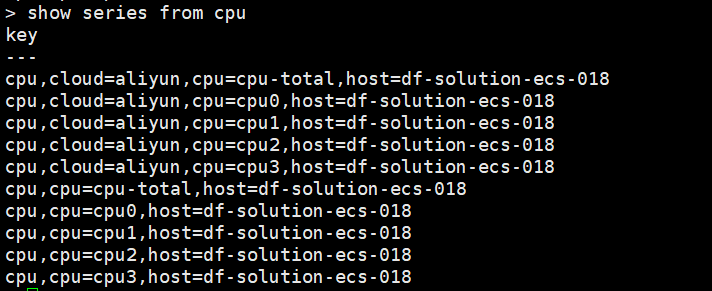 > show series from cpu
key
---
cpu,cloud=aliyun,cpu=cpu-total,host=df-solution-ecs-018
cpu,cloud=aliyun,cpu=cpu0,host=df-solution-ecs-018
cpu,cloud=aliyun,cpu=cpu1,host=df-solution-ecs-018
cpu,cloud=aliyun,cpu=cpu2,host=df-solution-ecs-018
cpu,cloud=aliyun,cpu=cpu3,host=df-solution-ecs-018
cpu,cpu=cpu-total,host=df-solution-ecs-018
cpu,cpu=cpu0,host=df-solution-ecs-018
cpu,cpu=cpu1,host=df-solution-ecs-018
cpu,cpu=cpu2,host=df-solution-ecs-018
cpu,cpu=cpu3,host=df-solution-ecs-018